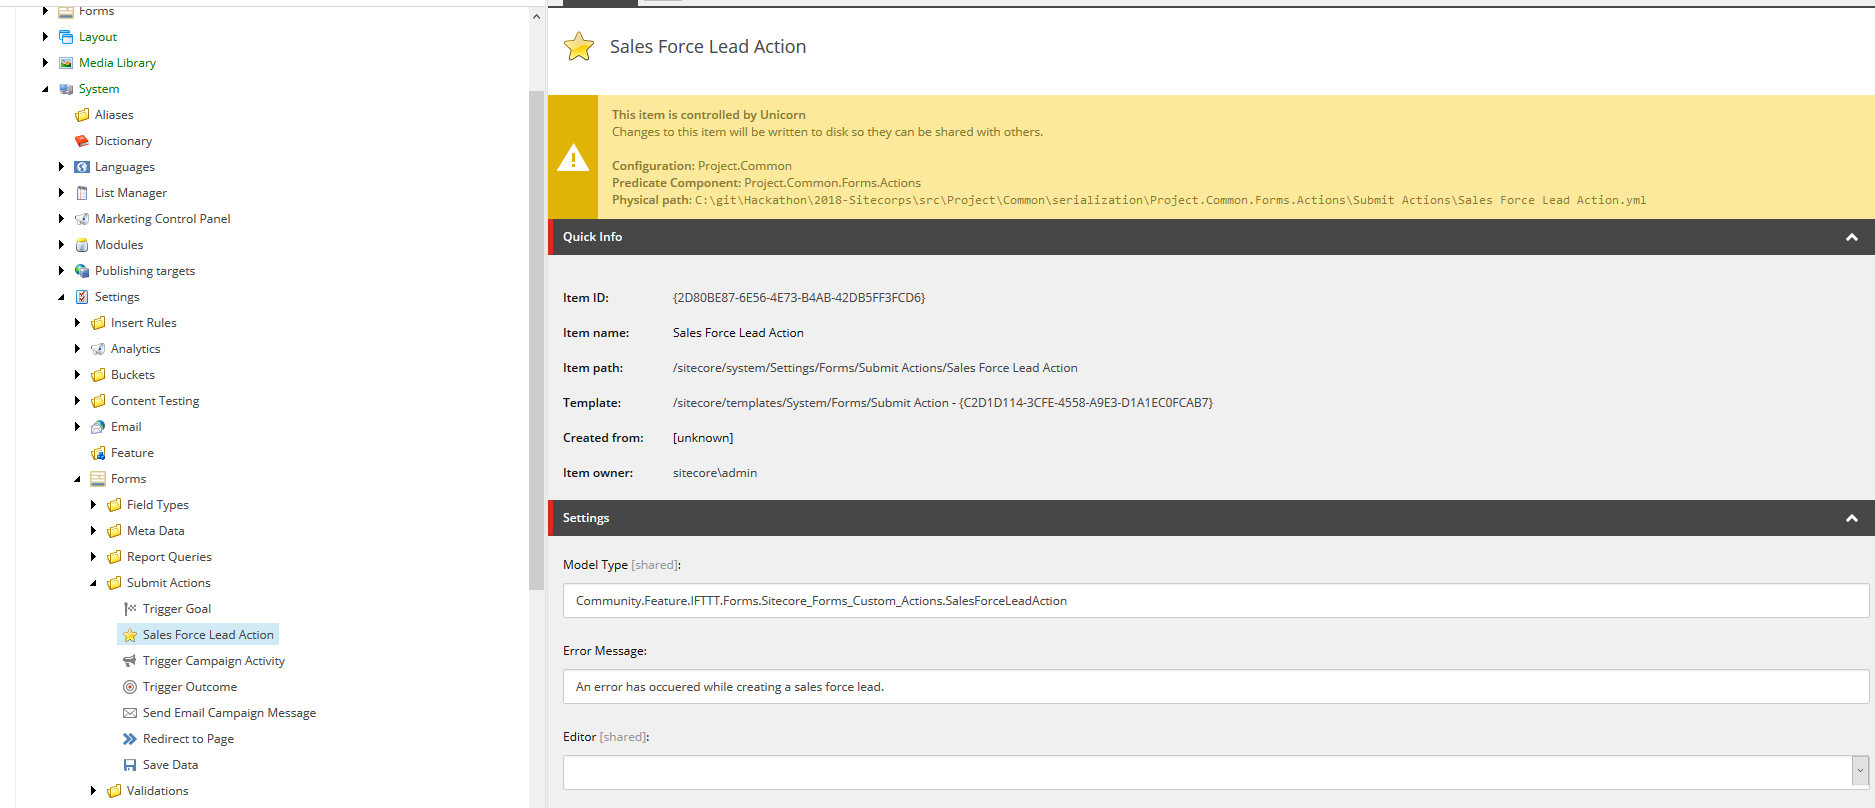 Forms
Layout
Media Library
System
Aliases
Dictionary
Languages
List Manager
Marketing Control Panel
Modules
Publishing targets
Settings
Insert Rules
Analytics
Buckets
Content Testing
Email
Feature
Forms
Field Types
Meta Data
Report Queries
Submit Actions
Trigger Goal
Sales Force Lead Action
Trigger Campaign Activity
Trigger Outcome
Send Email Campaign Message
Redirect to Page
Save Data
Validations
Sales Force Lead Action
This item is controlled by Unicorn
Changes to this item will be written to disk so they can be shared with others.
Configuration: Project.Common
Predicate Component: Project.Common.Forms.Actions
Physical path: C:\git\Hackathon\2018-Sitecorps\src\Project\Common\serialization\Project.Common.Forms.Actions\Submit Actions\Sales Force Lead Action.yml
Quick Info
Item ID: {2D80BE87-6E56-4E73-B4AB-42DB5FF3FCD6}
Item name: Sales Force Lead Action
Item path: /sitecore/system/Settings/Forms/Submit Actions/Sales Force Lead Action
Template: /sitecore/templates/System/Forms/Submit Action - {C2D1D114-3CFE-4558-A9E3-D1A1EC0FCAB7}
Created from: [unknown]
Item owner: sitecore\admin
Settings
Model Type [shared]:
Community.Feature.IFTTT.Forms.Sitecore_Forms_Custom_Actions.SalesForceLeadAction
Error Message:
An error has occuered while creating a sales force lead.
Editor [shared]: